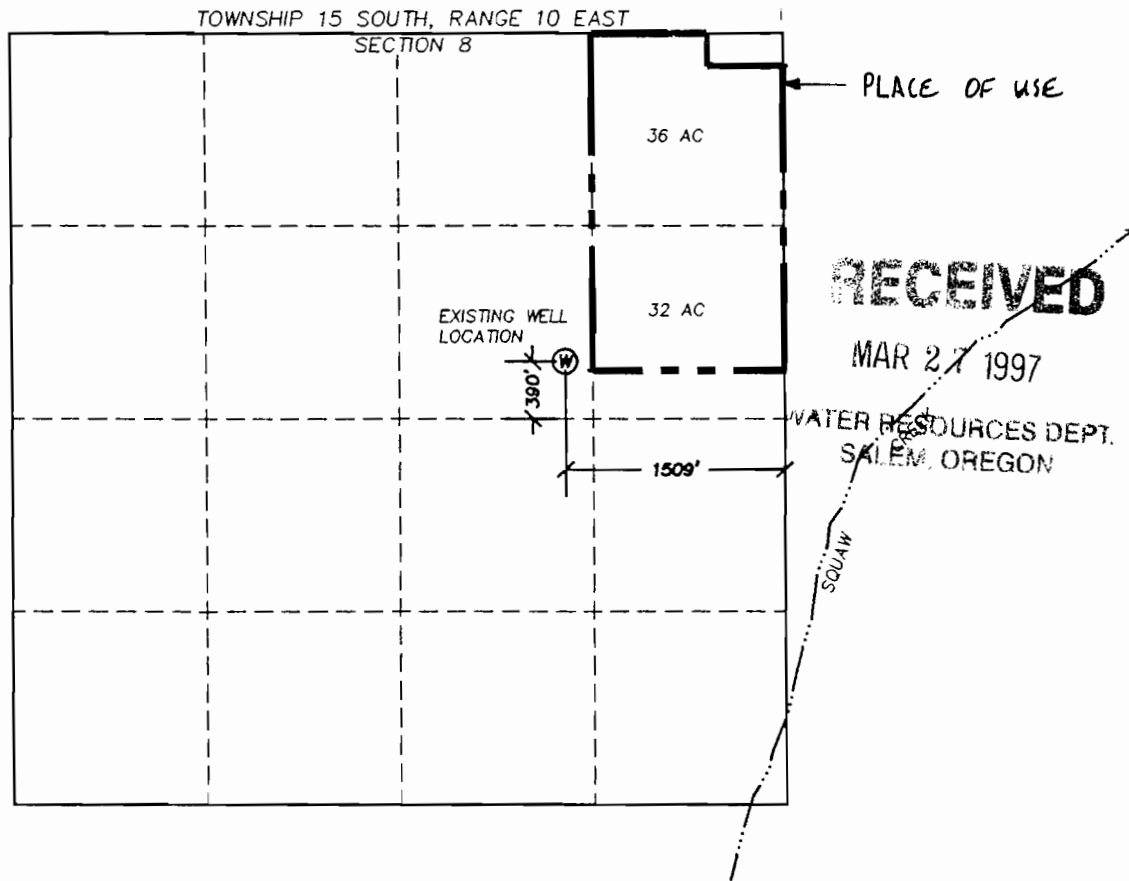 TOWNSHIP 15 SOUTH, RANGE 10 EAST
SECTION 8
PLACE OF USE
36 AC
RECEIVED
EXISTING WELL
LOCATION
32 AC
W
MAR 27 1997
390'
WATER RESOURCES DEPT.
SALEM, OREGON
1509'
SQUAW
CREEK